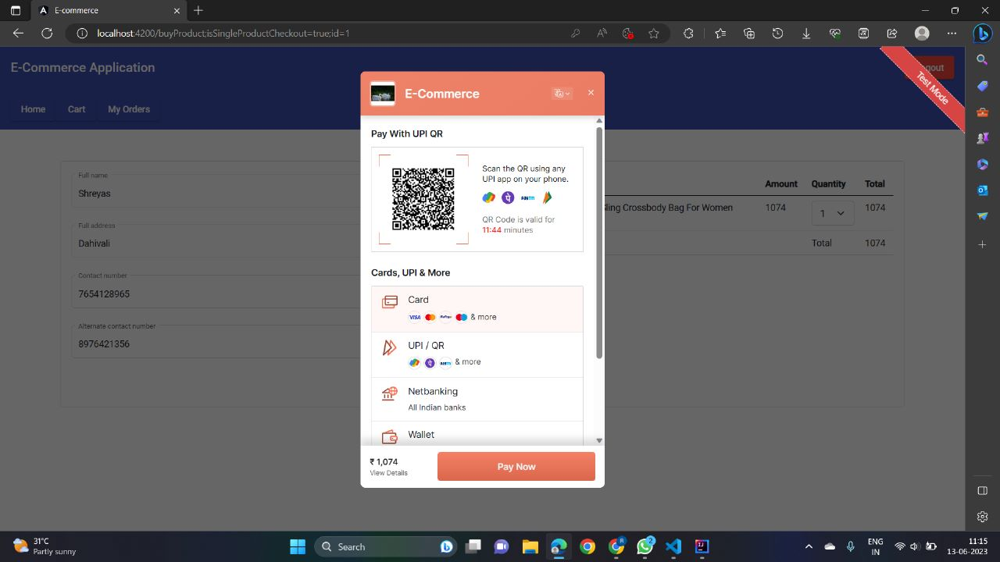 E-commerce
localhost:4200/buyProduct;isSingleProductCheckout=true;id=1
E-Commerce Application
Home
Cart
My Orders
Test Mode
E-Commerce
Pay With UPI QR
Scan the QR using any
UPI app on your phone.
QR Code is valid for
11:44 minutes
Cards, UPI & More
Card
VISA & more
UPI / QR
& more
Netbanking
All Indian banks
Wallet
₹ 1,074
View Details
Pay Now
Full name
Shreyas
Full address
Dahivali
Contact number
7654128965
Alternate contact number
8976421356
Amount Quantity Total
Sling Crossbody Bag For Women 1074 1 1074
Total 1074
31°C
Partly sunny
Search
2
ENG
IN
11:15
13-06-2023